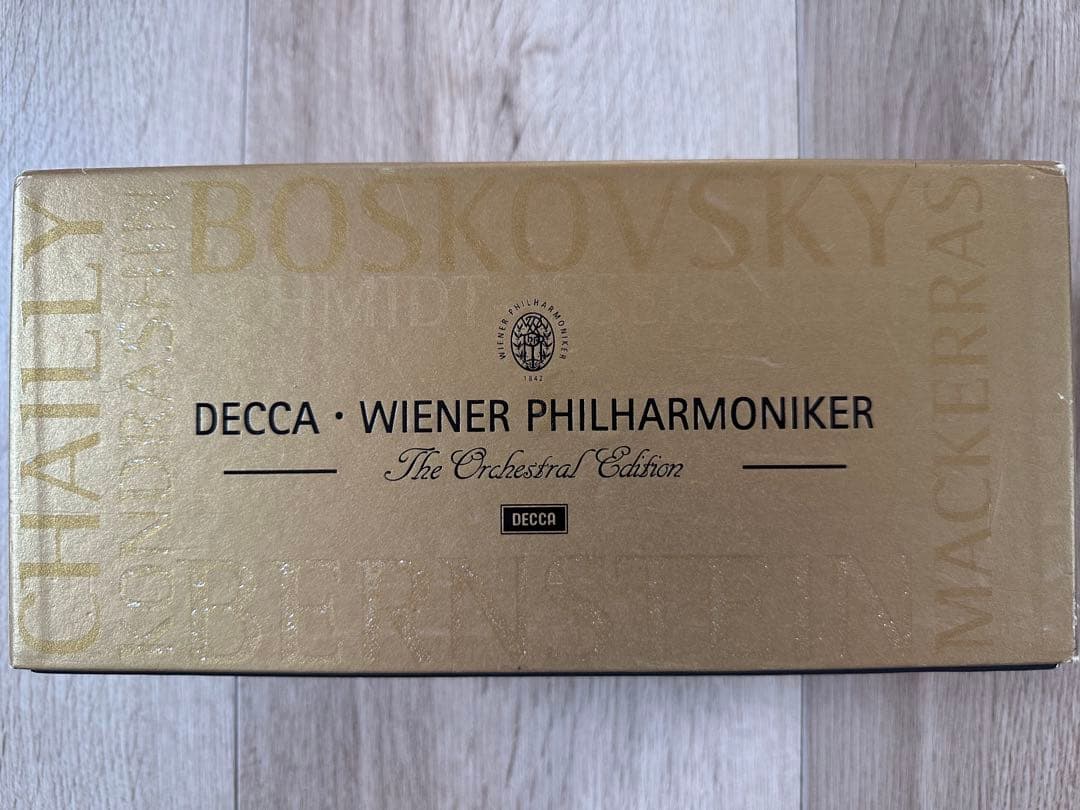 BOSKOVSKY
CHAILLY
KONDRASHIN
MACKERRAS
WIENER PHILHARMONIKER
1842
DECCA · WIENER PHILHARMONIKER
The Orchestral Edition
DECCA
BERNSTEIN